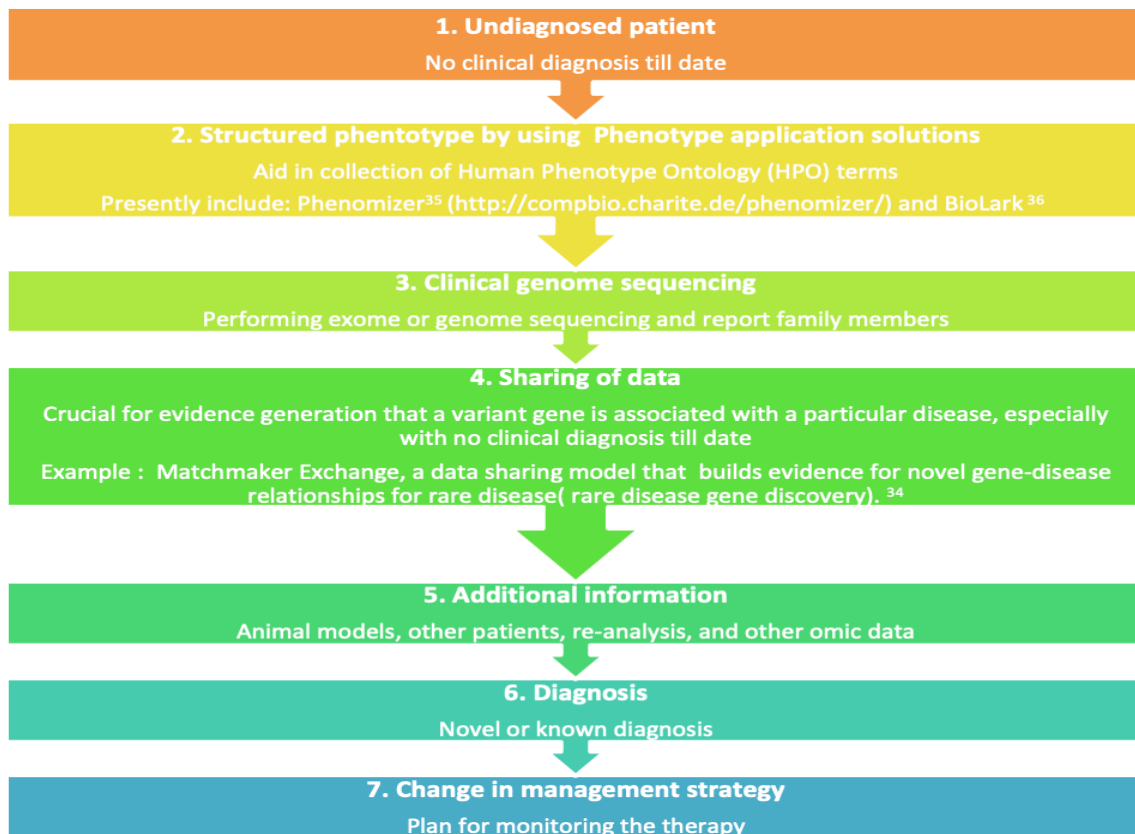 1. Undiagnosed patient
No clinical diagnosis till date
2. Structured phentotype by using Phenotype application solutions
Aid in collection of Human Phenotype Ontology (HPO) terms
Presently include: Phenomizer³⁵ (http://compbio.charite.de/phenomizer/) and BioLark ³⁶
3. Clinical genome sequencing
Performing exome or genome sequencing and report family members
4. Sharing of data
Crucial for evidence generation that a variant gene is associated with a particular disease, especially
with no clinical diagnosis till date
Example : Matchmaker Exchange, a data sharing model that builds evidence for novel gene-disease
relationships for rare disease( rare disease gene discovery). ³⁴
5. Additional information
Animal models, other patients, re-analysis, and other omic data
6. Diagnosis
Novel or known diagnosis
7. Change in management strategy
Plan for monitoring the therapy